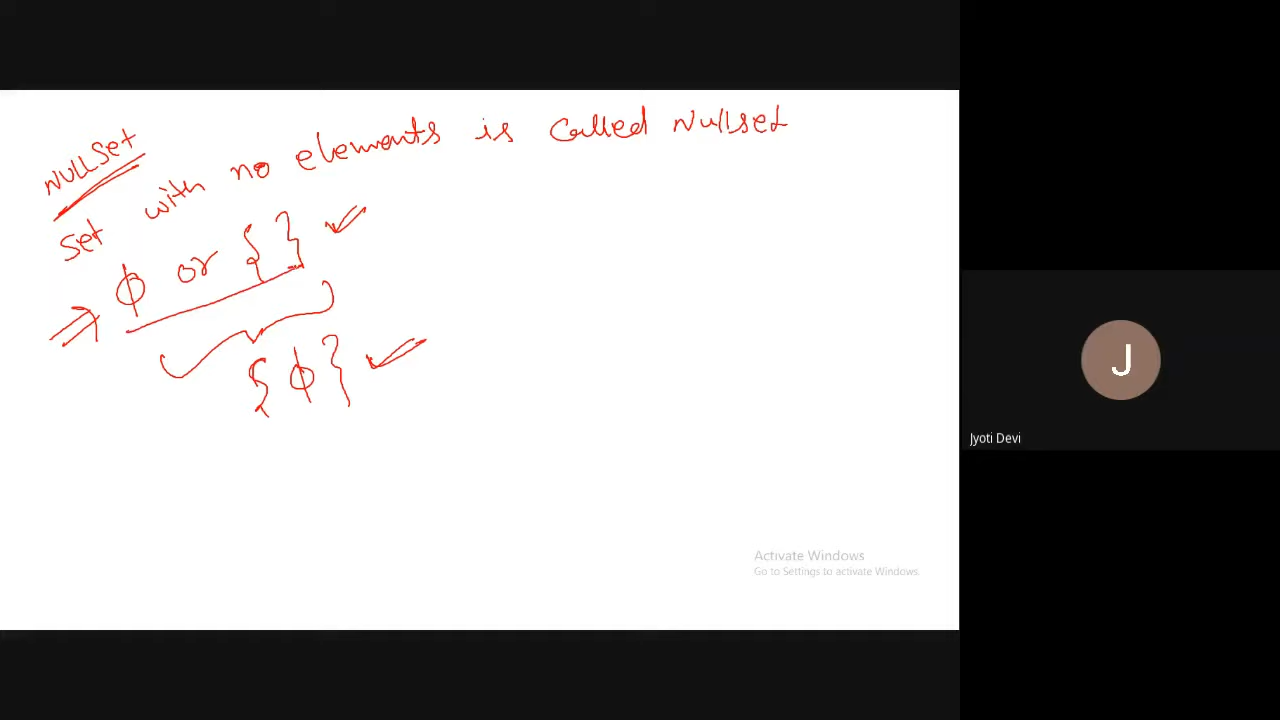 NULLSet
Set with no elements is Called Nullset
⇒ ϕ or { }
{ϕ}
J
Jyoti Devi
Activate Windows
Go to Settings to activate Windows.